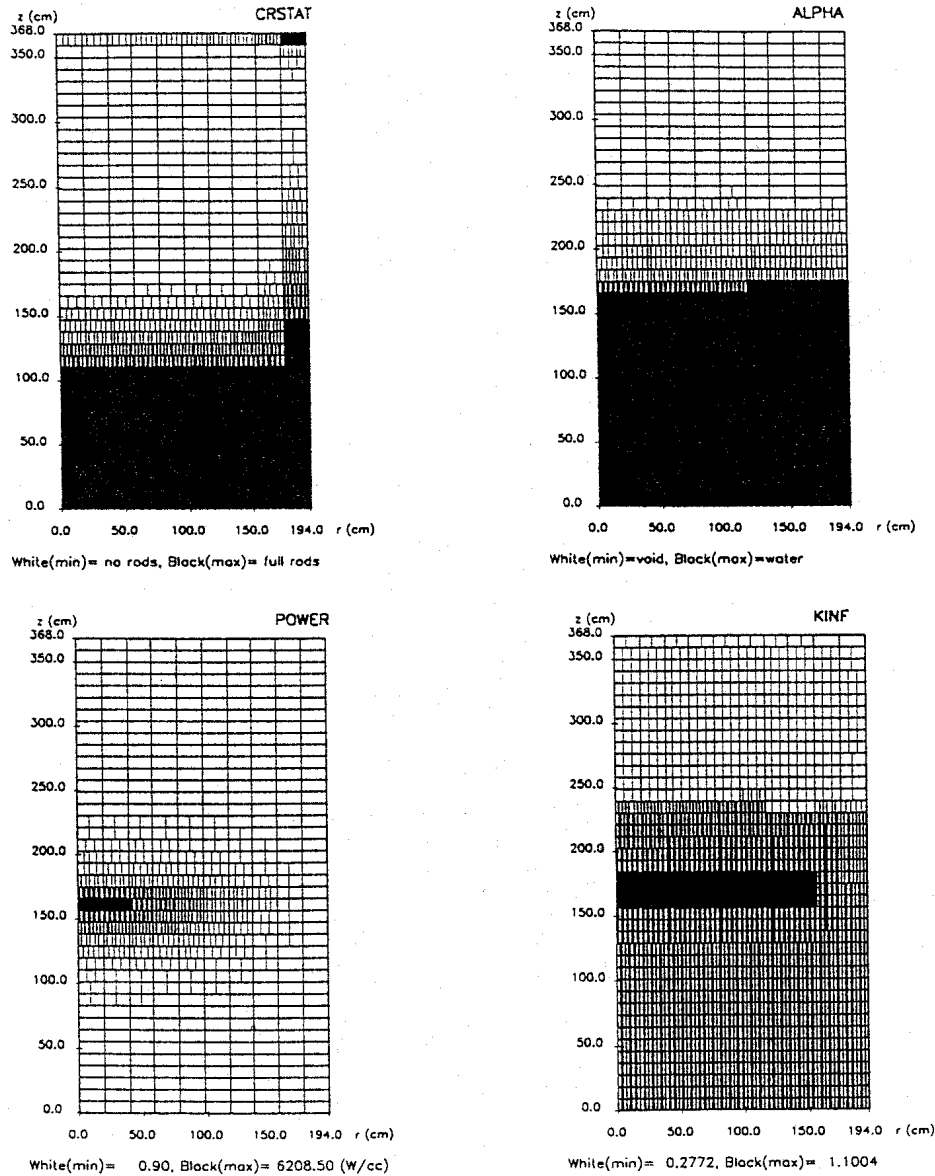 CRSTAT
z (cm)
368.0
350.0
300.0
250.0
200.0
150.0
100.0
50.0
0.0
0.0 50.0 100.0 150.0 194.0 r (cm)
White(min)= no rods, Black(max)= full rods
ALPHA
z (cm)
368.0
350.0
300.0
250.0
200.0
150.0
100.0
50.0
0.0
0.0 50.0 100.0 150.0 194.0 r (cm)
White(min)=void, Black(max)=water
POWER
z (cm)
368.0
350.0
300.0
250.0
200.0
150.0
100.0
50.0
0.0
0.0 50.0 100.0 150.0 194.0 r (cm)
White(min)= 0.90, Black(max)= 6208.50 (W/cc)
KINF
z (cm)
368.0
350.0
300.0
250.0
200.0
150.0
100.0
50.0
0.0
0.0 50.0 100.0 150.0 194.0 r (cm)
White(min)= 0.2772, Black(max)= 1.1004